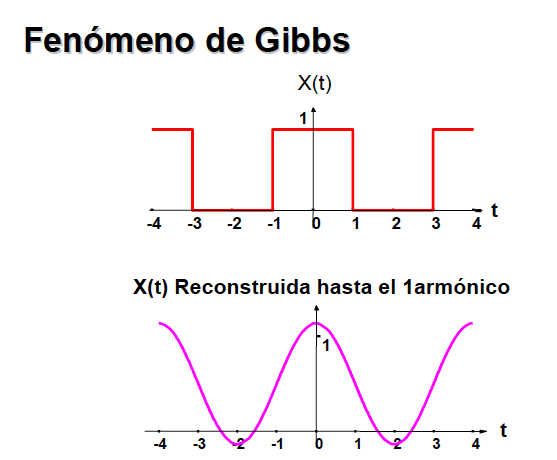 Fenómeno de Gibbs
X(t)
1
t
-4 -3 -2 -1 0 1 2 3 4
X(t) Reconstruida hasta el 1armónico
1
t
-4 -3 -2 -1 0 1 2 3 4